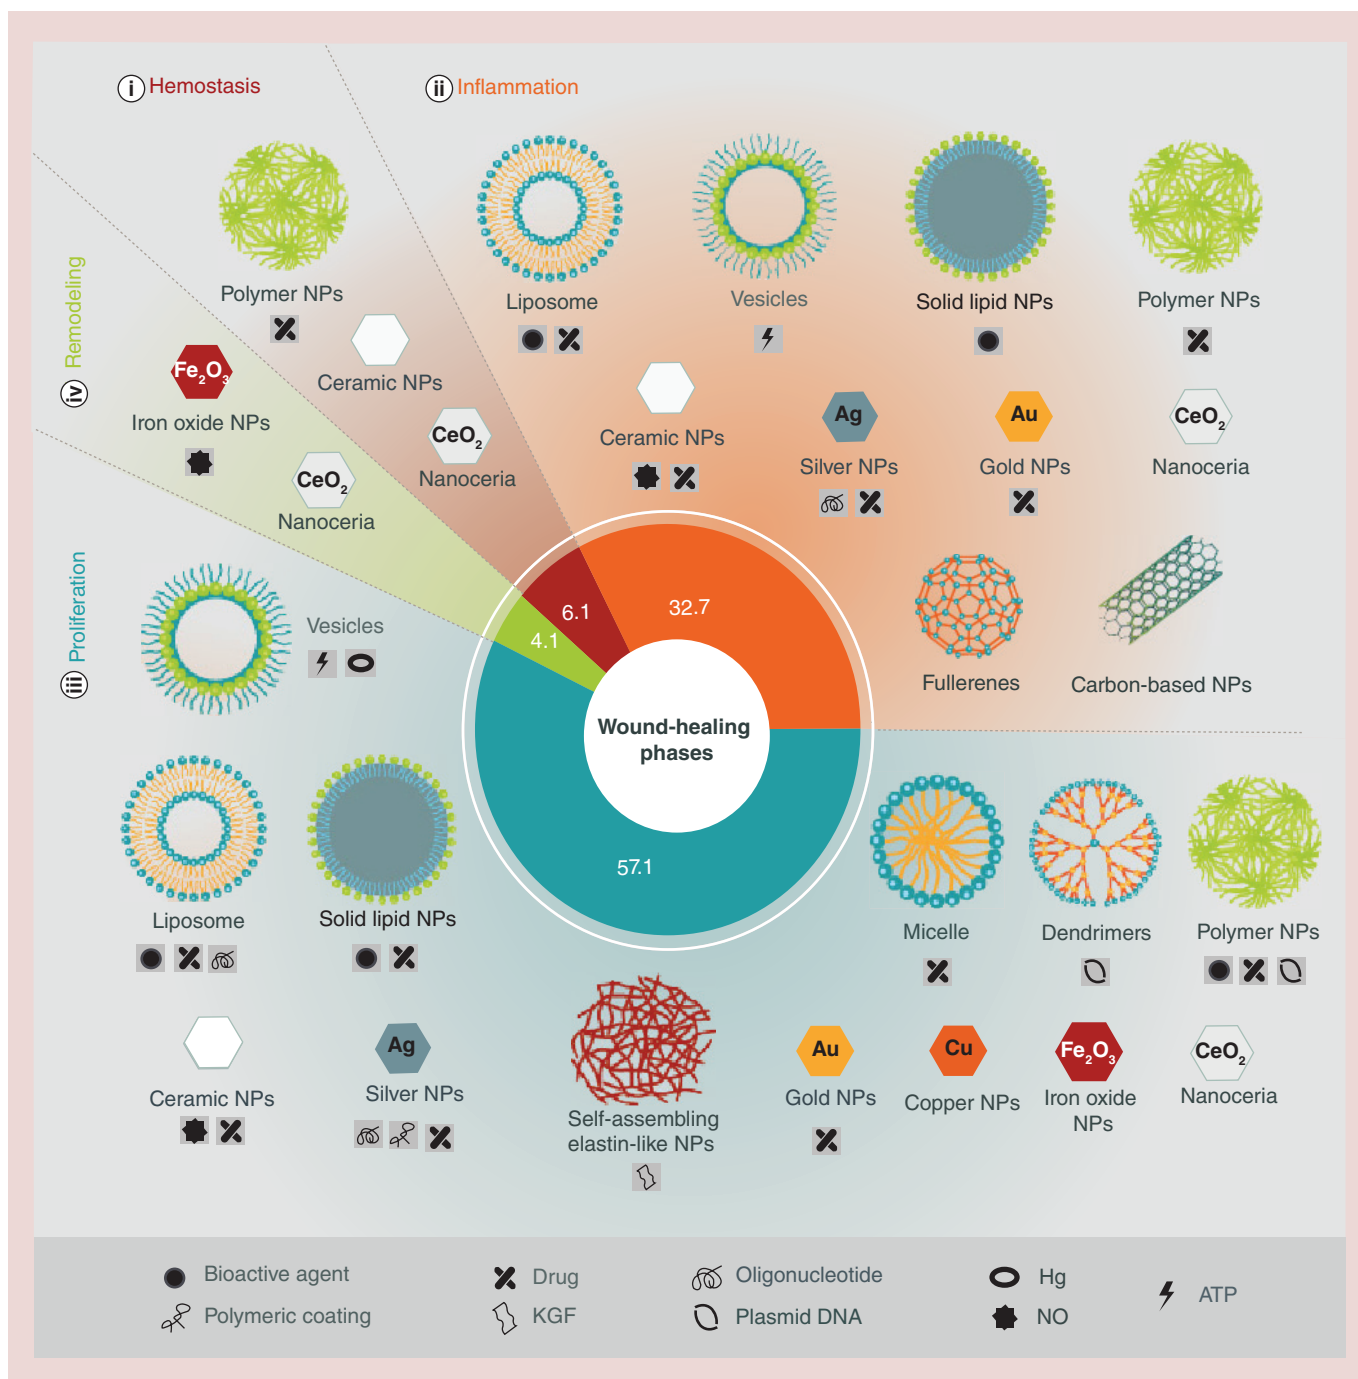 i Hemostasis
ii Inflammation
Polymer NPs
Ceramic NPs
CeO2
Nanoceria
Liposome
Vesicles
Solid lipid NPs
Polymer NPs
Ceramic NPs
Ag
Silver NPs
Au
Gold NPs
CeO2
Nanoceria
Fullerenes
Carbon-based NPs
iv Remodeling
Fe2O3
Iron oxide NPs
CeO2
Nanoceria
6.1
32.7
4.1
57.1
Wound-healing
phases
iii Proliferation
Vesicles
Liposome
Solid lipid NPs
Micelle
Dendrimers
Polymer NPs
Ceramic NPs
Ag
Silver NPs
Self-assembling
elastin-like NPs
Au
Gold NPs
Cu
Copper NPs
Fe2O3
Iron oxide
NPs
CeO2
Nanoceria
Bioactive agent
Drug
Oligonucleotide
Hg
ATP
Polymeric coating
KGF
Plasmid DNA
NO